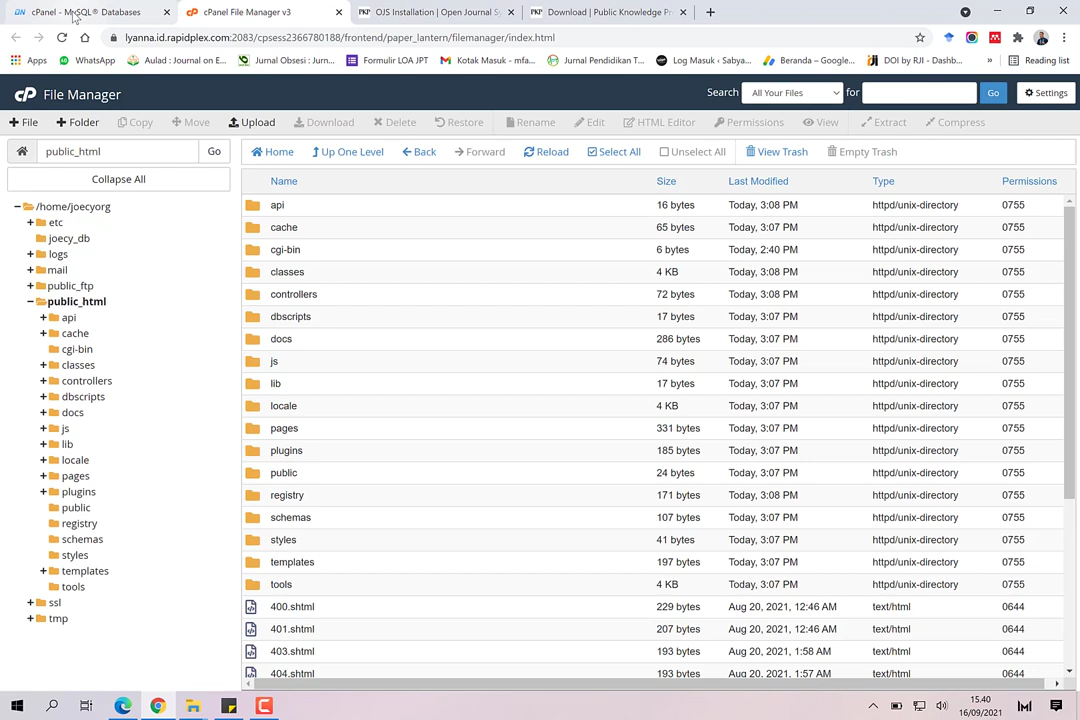 cPanel - MySQL® Databases
cPanel File Manager v3
OJS Installation | Open Journal Sy
Download | Public Knowledge Pr
lyanna.id.rapidplex.com:2083/cpsess2366780188/frontend/paper_lantern/filemanager/index.html
Apps WhatsApp Aulad : Journal on E... Jurnal Obsesi : Jurn... Formulir LOA JPT Kotak Masuk - mfa... Jurnal Pendidikan T... Log Masuk ‹ Sabya... Beranda – Google... DOI by RJI - Dashb... » Reading list
cP File Manager
Search All Your Files for Go Settings
File Folder Copy Move Upload Download Delete Restore Rename Edit HTML Editor Permissions View Extract Compress
public_html Go
Home Up One Level Back Forward Reload Select All Unselect All View Trash Empty Trash
Collapse All
/home/joecyorg
etc
joecy_db
logs
mail
public_ftp
public_html
api
cache
cgi-bin
classes
controllers
dbscripts
docs
js
lib
locale
pages
plugins
public
registry
schemas
styles
templates
tools
ssl
tmp
Name Size Last Modified Type Permissions
api 16 bytes Today, 3:08 PM httpd/unix-directory 0755
cache 65 bytes Today, 3:07 PM httpd/unix-directory 0755
cgi-bin 6 bytes Today, 2:40 PM httpd/unix-directory 0755
classes 4 KB Today, 3:07 PM httpd/unix-directory 0755
controllers 72 bytes Today, 3:08 PM httpd/unix-directory 0755
dbscripts 17 bytes Today, 3:07 PM httpd/unix-directory 0755
docs 286 bytes Today, 3:07 PM httpd/unix-directory 0755
js 74 bytes Today, 3:07 PM httpd/unix-directory 0755
lib 17 bytes Today, 3:07 PM httpd/unix-directory 0755
locale 4 KB Today, 3:07 PM httpd/unix-directory 0755
pages 331 bytes Today, 3:07 PM httpd/unix-directory 0755
plugins 185 bytes Today, 3:07 PM httpd/unix-directory 0755
public 24 bytes Today, 3:07 PM httpd/unix-directory 0755
registry 171 bytes Today, 3:08 PM httpd/unix-directory 0755
schemas 107 bytes Today, 3:07 PM httpd/unix-directory 0755
styles 41 bytes Today, 3:07 PM httpd/unix-directory 0755
templates 197 bytes Today, 3:07 PM httpd/unix-directory 0755
tools 4 KB Today, 3:07 PM httpd/unix-directory 0755
400.shtml 229 bytes Aug 20, 2021, 12:46 AM text/html 0644
401.shtml 207 bytes Aug 20, 2021, 12:46 AM text/html 0644
403.shtml 193 bytes Aug 20, 2021, 1:58 AM text/html 0644
404.shtml 193 bytes Aug 20, 2021, 1:57 AM text/html 0644
15.40
16/09/2021